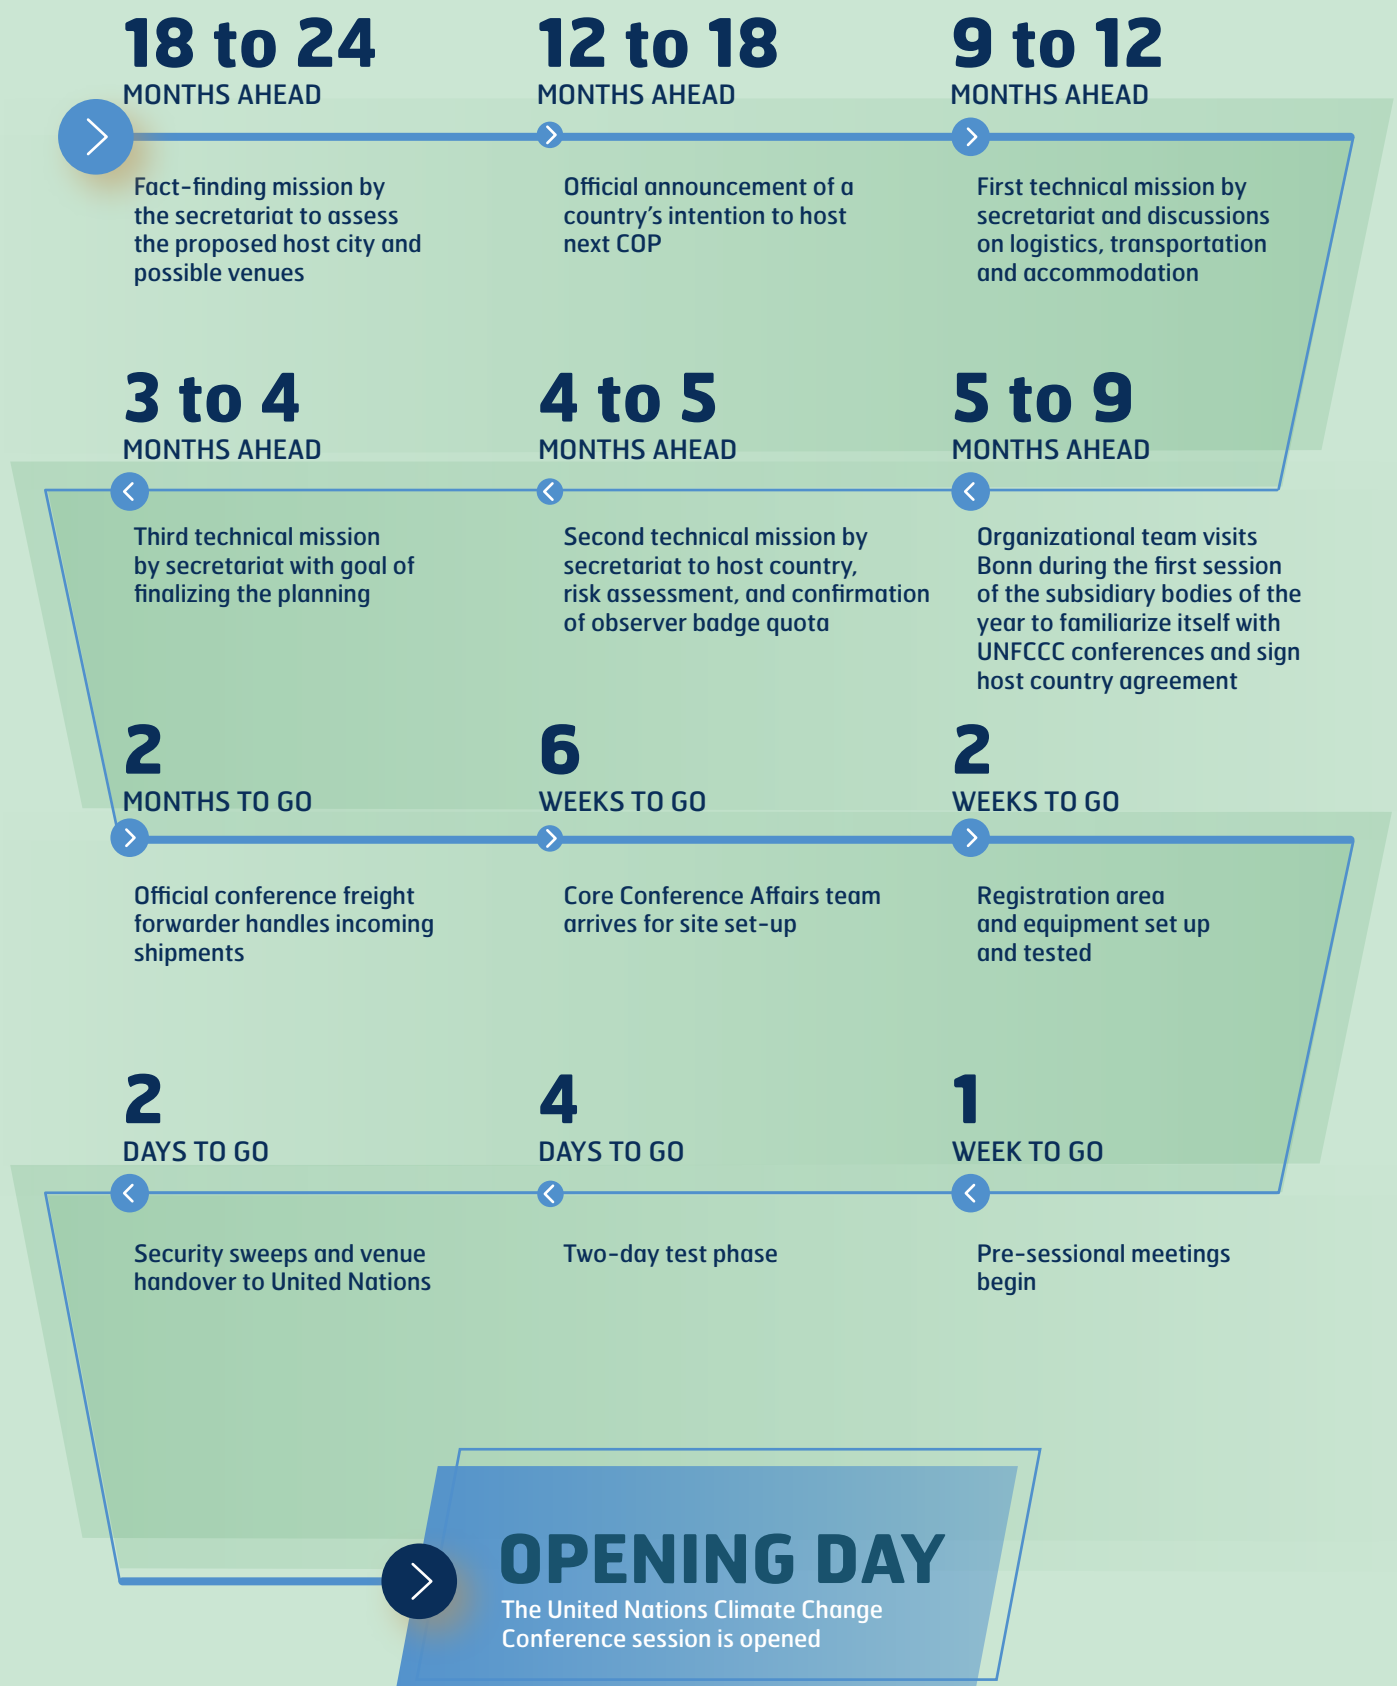 18 to 24
MONTHS AHEAD
Fact-finding mission by
the secretariat to assess
the proposed host city and
possible venues
12 to 18
MONTHS AHEAD
Official announcement of a
country's intention to host
next COP
9 to 12
MONTHS AHEAD
First technical mission by
secretariat and discussions
on logistics, transportation
and accommodation
5 to 9
MONTHS AHEAD
Organizational team visits
Bonn during the first session
of the subsidiary bodies of the
year to familiarize itself with
UNFCCC conferences and sign
host country agreement
4 to 5
MONTHS AHEAD
Second technical mission by
secretariat to host country,
risk assessment, and confirmation
of observer badge quota
3 to 4
MONTHS AHEAD
Third technical mission
by secretariat with goal of
finalizing the planning
2
MONTHS TO GO
Official conference freight
forwarder handles incoming
shipments
6
WEEKS TO GO
Core Conference Affairs team
arrives for site set-up
2
WEEKS TO GO
Registration area
and equipment set up
and tested
1
WEEK TO GO
Pre-sessional meetings
begin
4
DAYS TO GO
Two-day test phase
2
DAYS TO GO
Security sweeps and venue
handover to United Nations
OPENING DAY
The United Nations Climate Change
Conference session is opened